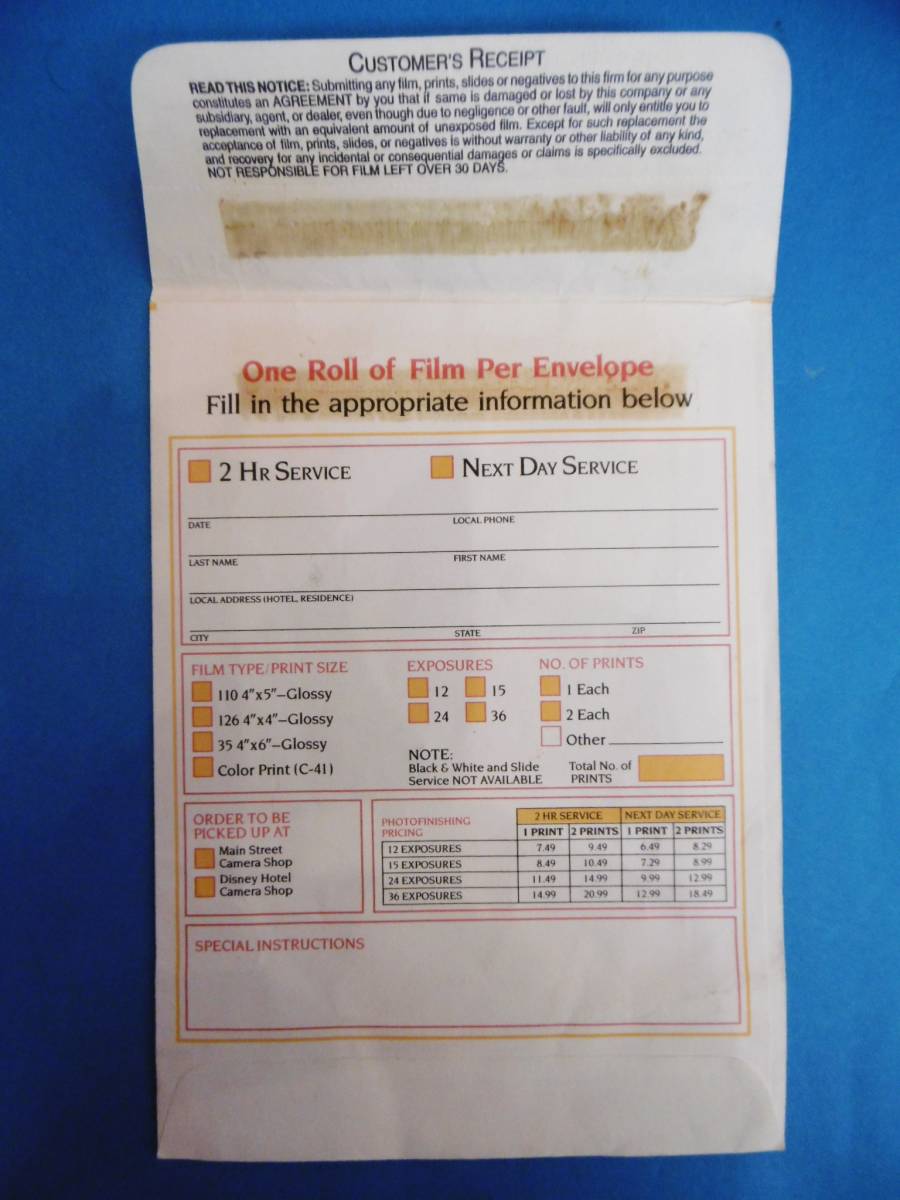 CUSTOMER'S RECEIPT
READ THIS NOTICE: Submitting any film, prints, slides or negatives to this firm for any purpose
constitutes an AGREEMENT by you that if same is damaged or lost by this company or any
subsidiary, agent, or dealer, even though due to negligence or other fault, will only entitle you to
replacement with an equivalent amount of unexposed film. Except for such replacement the
acceptance of film, prints, slides, or negatives is without warranty or other liability of any kind,
and recovery for any incidental or consequential damages or claims is specifically excluded.
NOT RESPONSIBLE FOR FILM LEFT OVER 30 DAYS.
One Roll of Film Per Envelope
Fill in the appropriate information below
2 HR SERVICE NEXT DAY SERVICE
DATE LOCAL PHONE
LAST NAME FIRST NAME
LOCAL ADDRESS (HOTEL, RESIDENCE)
CITY STATE ZIP
FILM TYPE/PRINT SIZE
110 4"x5"–Glossy
126 4"x4"–Glossy
35 4"x6"–Glossy
Color Print (C-41)
EXPOSURES
12 15
24 36
NOTE:
Black & White and Slide
Service NOT AVAILABLE
NO. OF PRINTS
1 Each
2 Each
Other
Total No. of
PRINTS
ORDER TO BE
PICKED UP AT
Main Street
Camera Shop
Disney Hotel
Camera Shop
PHOTOFINISHING
PRICING
2 HR SERVICE NEXT DAY SERVICE
1 PRINT 2 PRINTS 1 PRINT 2 PRINTS
12 EXPOSURES 7.49 9.49 6.49 8.29
15 EXPOSURES 8.49 10.49 7.29 8.99
24 EXPOSURES 11.49 14.99 9.99 12.99
36 EXPOSURES 14.99 20.99 12.99 18.49
SPECIAL INSTRUCTIONS